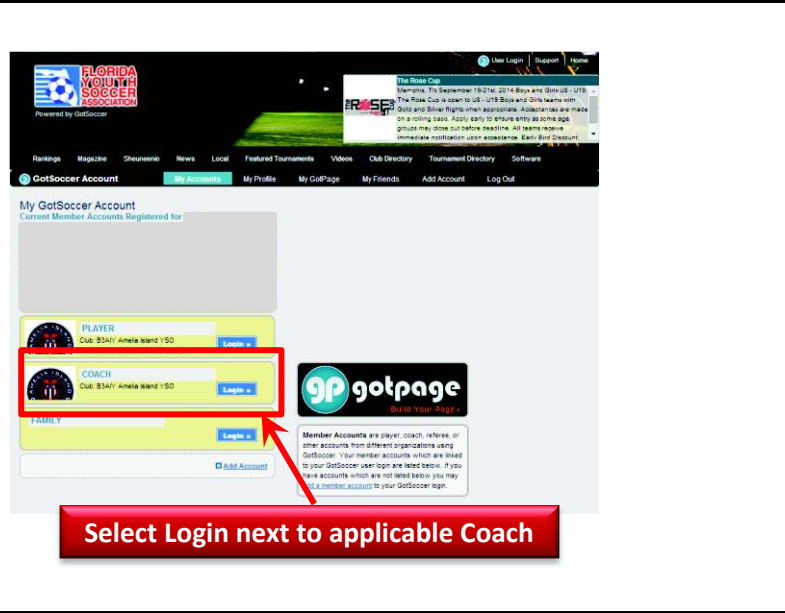 User Login | Support | Home
FLORIDA
YOUTH
SOCCER
ASSOCIATION
Powered by GotSoccer
The Rose Cup
Memphis, TN September 19-21st, 2014 Boys and Girls U8 - U19
The Rose Cup is open to U8 - U19 Boys and Girls teams with
Gold and Silver flights when appropriate. Acceptances are made
on a rolling basis. Apply early to ensure entry as some age
groups may close out before deadline. All teams receive
immediate notification upon acceptance. Early Bird Discount
Rankings Magazine Sheuneenio News Local Featured Tournaments Videos Club Directory Tournament Directory Software
GotSoccer Account My Accounts My Profile My GotPage My Friends Add Account Log Out
My GotSoccer Account
Current Member Accounts Registered for
PLAYER
Club: B3AIY Amelia Island YSO
Login »
COACH
Club: B3AIY Amelia Island YSO
Login »
FAMILY
Login »
Add Account
gp gotpage
Build Your Page »
Member Accounts are player, coach, referee, or
other accounts from different organizations using
GotSoccer. Your member accounts which are linked
to your GotSoccer user login are listed below. If you
have accounts which are not listed below you may
add a member account to your GotSoccer login.
Select Login next to applicable Coach